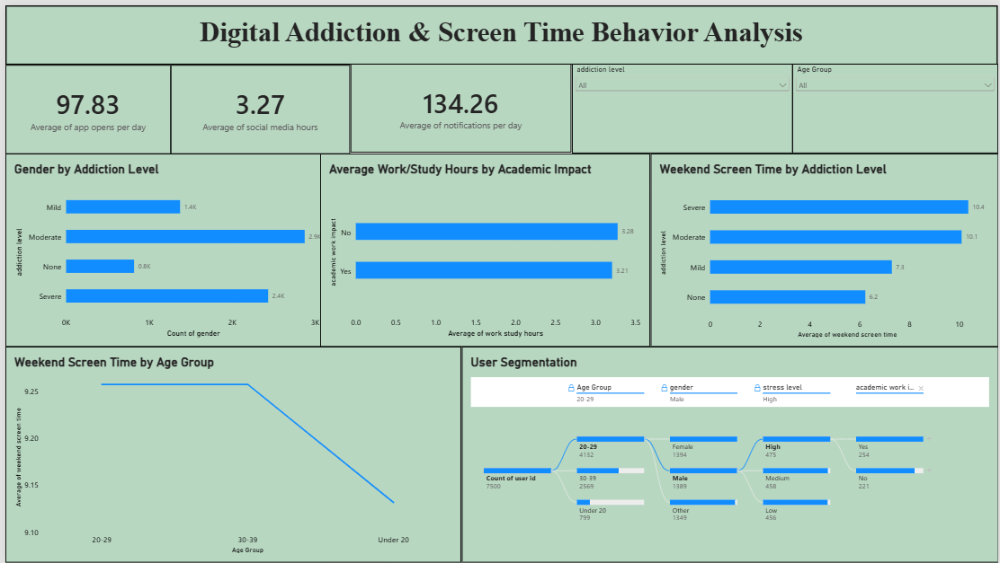 Digital Addiction & Screen Time Behavior Analysis
97.83
Average of app opens per day
3.27
Average of social media hours
134.26
Average of notifications per day
addiction level
All
Age Group
All
Gender by Addiction Level
addiction level
Mild
1.4K
Moderate
2.9K
None
0.8K
Severe
2.4K
0K 1K 2K 3K
Count of gender
Average Work/Study Hours by Academic Impact
academic work impact
No
3.28
Yes
3.21
0.0 0.5 1.0 1.5 2.0 2.5 3.0 3.5
Average of work study hours
Weekend Screen Time by Addiction Level
addiction level
Severe
10.4
Moderate
10.1
Mild
7.3
None
6.2
0 2 4 6 8 10
Average of weekend screen time
Weekend Screen Time by Age Group
Average of weekend screen time
9.25
9.20
9.15
9.10
20-29 30-39 Under 20
Age Group
User Segmentation
Age Group
20-29
gender
Male
stress level
High
academic work i...
Count of user id
7500
20-29
4132
30-39
2569
Under 20
799
Female
1394
Male
1389
Other
1349
High
475
Medium
458
Low
456
Yes
254
No
221